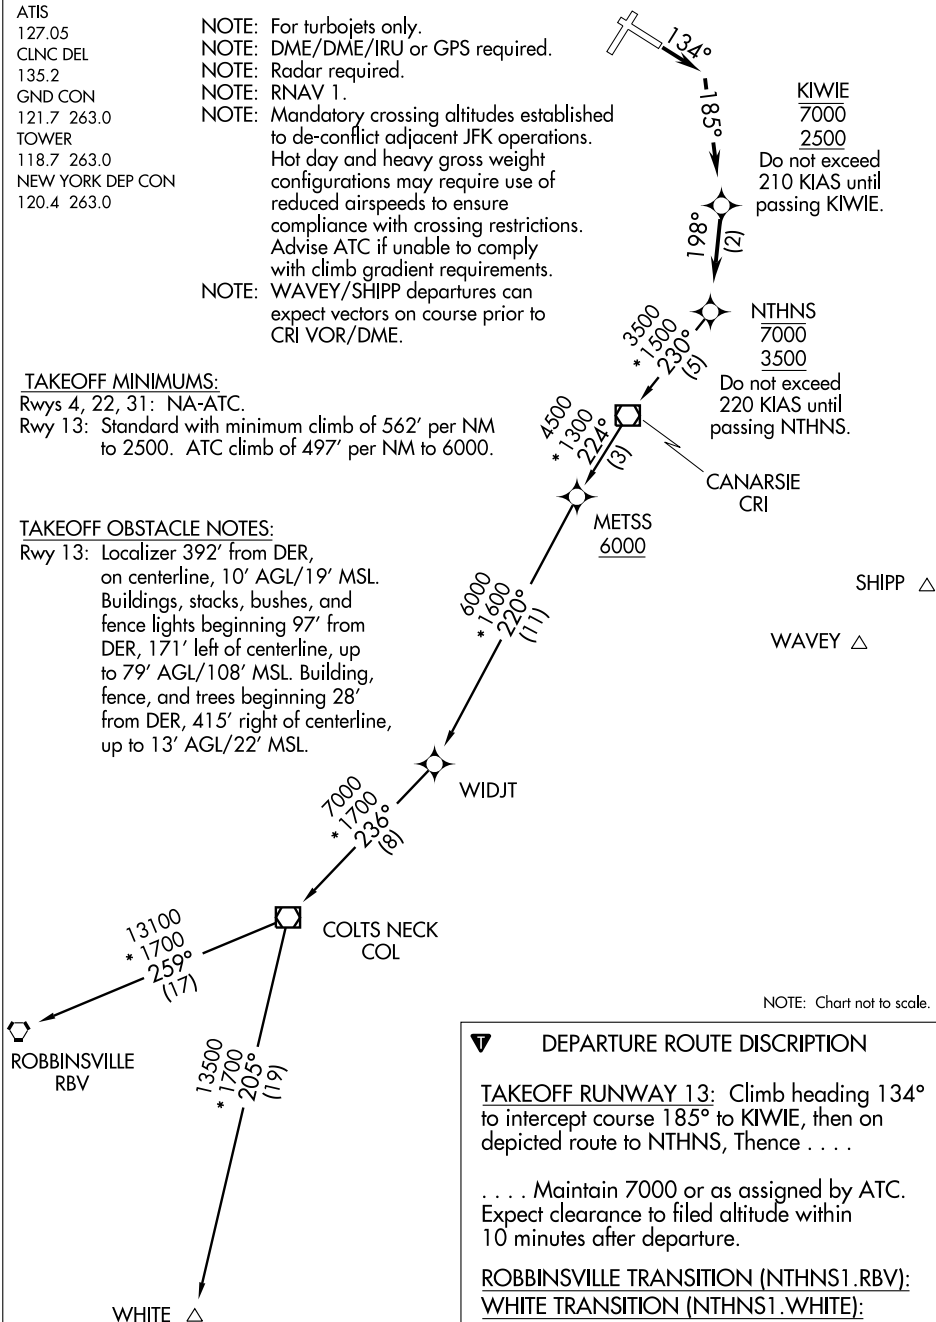 ATIS
127.05
CLNC DEL
135.2
GND CON
121.7 263.0
TOWER
118.7 263.0
NEW YORK DEP CON
120.4 263.0
NOTE: For turbojets only.
NOTE: DME/DME/IRU or GPS required.
NOTE: Radar required.
NOTE: RNAV 1.
NOTE: Mandatory crossing altitudes established
to de-conflict adjacent JFK operations.
Hot day and heavy gross weight
configurations may require use of
reduced airspeeds to ensure
compliance with crossing restrictions.
Advise ATC if unable to comply
with climb gradient requirements.
NOTE: WAVEY/SHIPP departures can
expect vectors on course prior to
CRI VOR/DME.
134°
185°
KIWIE
7000
2500
Do not exceed
210 KIAS until
passing KIWIE.
198°
(2)
NTHNS
7000
3500
Do not exceed
220 KIAS until
passing NTHNS.
3500
*1500
230°
(5)
TAKEOFF MINIMUMS:
Rwys 4, 22, 31: NA-ATC.
Rwy 13: Standard with minimum climb of 562' per NM
to 2500. ATC climb of 497' per NM to 6000.
4500
*1300
224°
(3)
CANARSIE
CRI
METSS
6000
TAKEOFF OBSTACLE NOTES:
Rwy 13: Localizer 392' from DER,
on centerline, 10' AGL/19' MSL.
Buildings, stacks, bushes, and
fence lights beginning 97' from
DER, 171' left of centerline, up
to 79' AGL/108' MSL. Building,
fence, and trees beginning 28'
from DER, 415' right of centerline,
up to 13' AGL/22' MSL.
6000
*1600
220°
(11)
SHIPP
WAVEY
WIDJT
7000
*1700
236°
(8)
COLTS NECK
COL
13100
*1700
259°
(17)
ROBBINSVILLE
RBV
13500
*1700
205°
(19)
WHITE
NOTE: Chart not to scale.
T DEPARTURE ROUTE DISCRIPTION
TAKEOFF RUNWAY 13: Climb heading 134°
to intercept course 185° to KIWIE, then on
depicted route to NTHNS, Thence . . . .
. . . . Maintain 7000 or as assigned by ATC.
Expect clearance to filed altitude within
10 minutes after departure.
ROBBINSVILLE TRANSITION (NTHNS1.RBV):
WHITE TRANSITION (NTHNS1.WHITE):